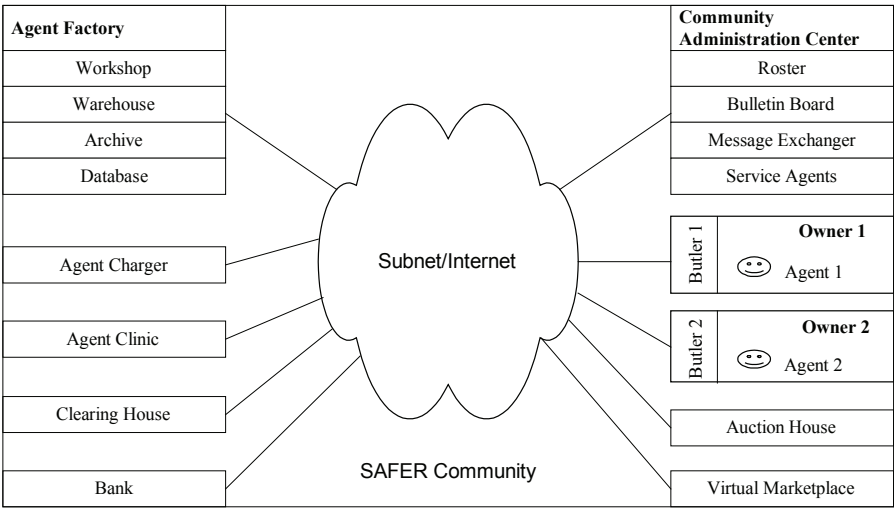 Agent Factory
Workshop
Warehouse
Archive
Database
Agent Charger
Agent Clinic
Clearing House
Bank
Subnet/Internet
SAFER Community
Community
Administration Center
Roster
Bulletin Board
Message Exchanger
Service Agents
Butler 1
Owner 1
Agent 1
Butler 2
Owner 2
Agent 2
Auction House
Virtual Marketplace